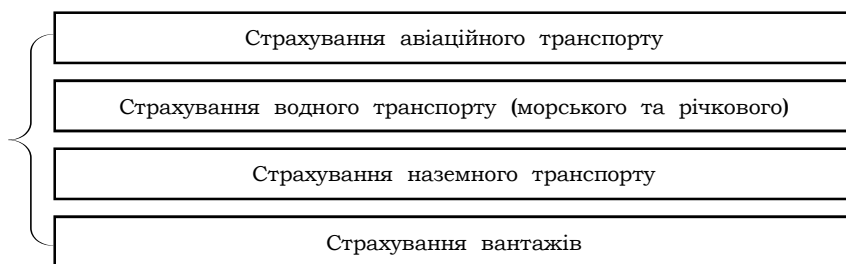 Страхування авіаційного транспорту
Страхування водного транспорту (морського та річкового)
Страхування наземного транспорту
Страхування вантажів